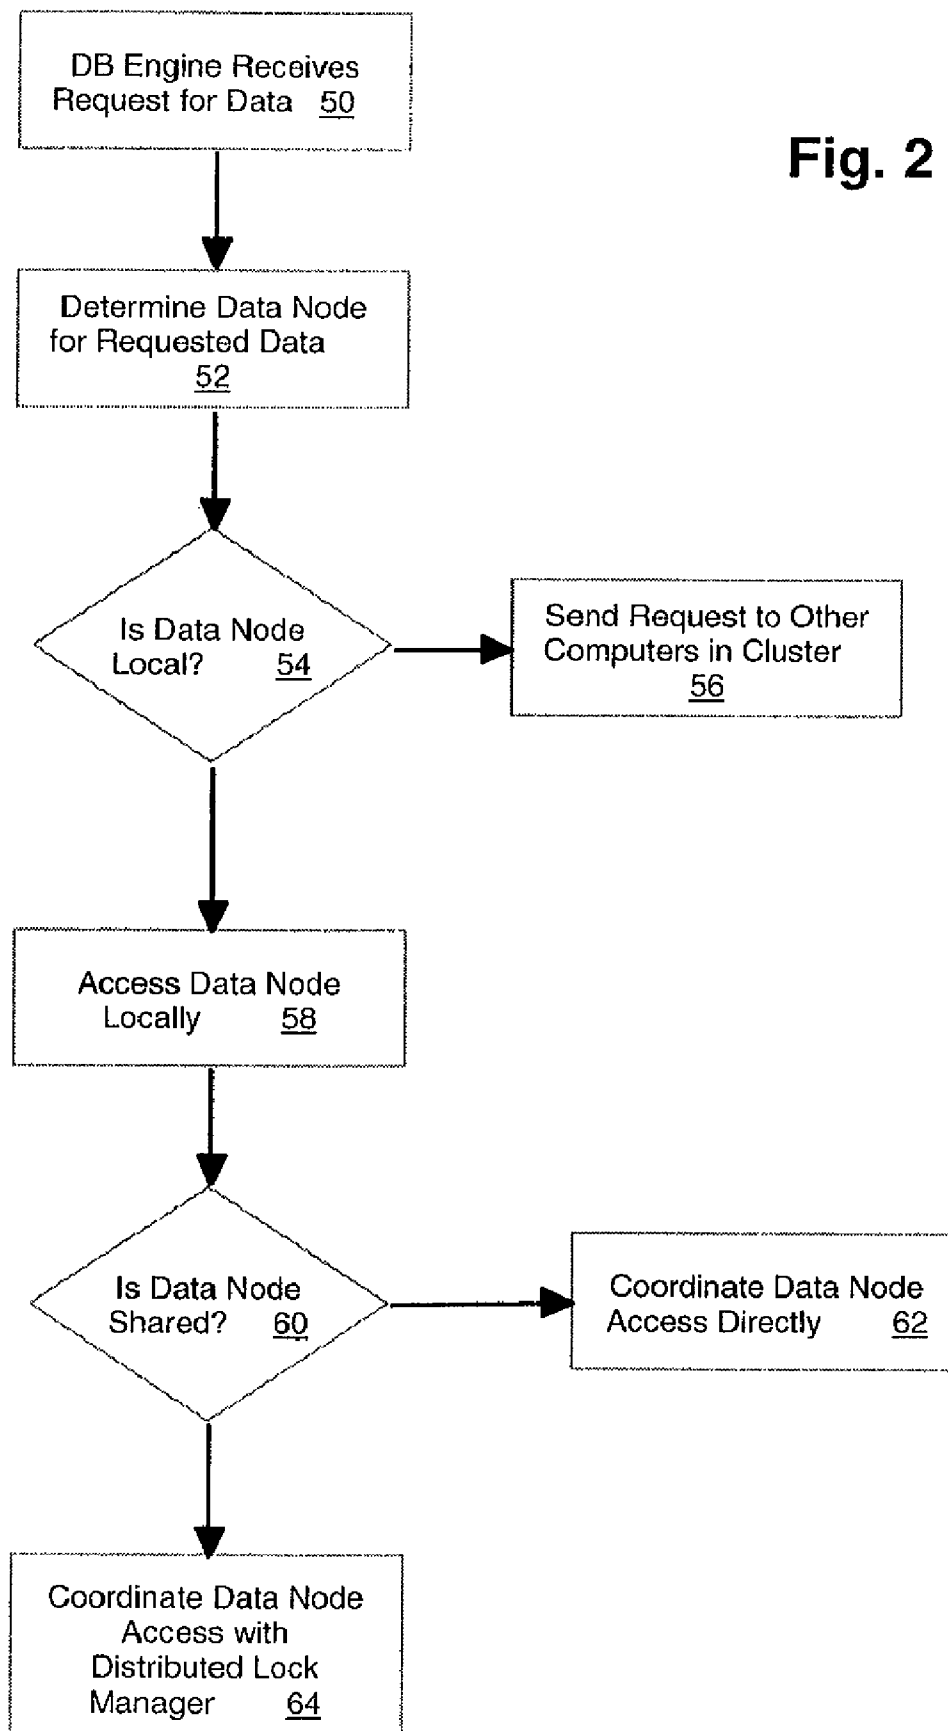 DB Engine Receives
Request for Data 50
Fig. 2
Determine Data Node
for Requested Data
52
Is Data Node
Local? 54
Send Request to Other
Computers in Cluster
56
Access Data Node
Locally 58
Is Data Node
Shared? 60
Coordinate Data Node
Access Directly 62
Coordinate Data Node
Access with
Distributed Lock
Manager 64